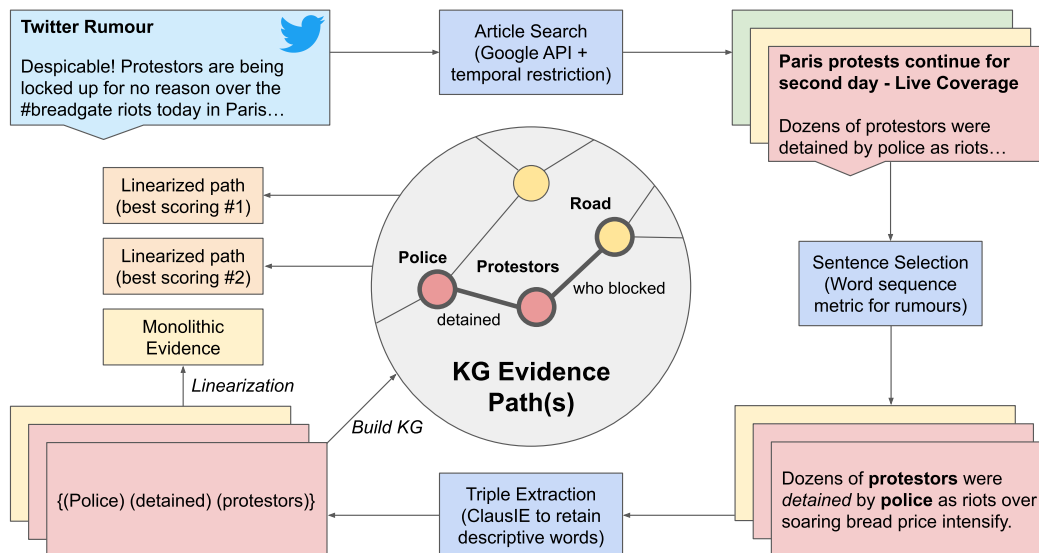 Twitter Rumour
Despicable! Protestors are being
locked up for no reason over the
#breadgate riots today in Paris…
Article Search
(Google API +
temporal restriction)
Paris protests continue for
second day - Live Coverage
Dozens of protestors were
detained by police as riots…
Linearized path
(best scoring #1)
Linearized path
(best scoring #2)
Monolithic
Evidence
Linearization
Road
Police
Protestors
who blocked
detained
KG Evidence
Path(s)
Build KG
Sentence Selection
(Word sequence
metric for rumours)
{(Police) (detained) (protestors)}
Triple Extraction
(ClausIE to retain
descriptive words)
Dozens of protestors were
detained by police as riots over
soaring bread price intensify.